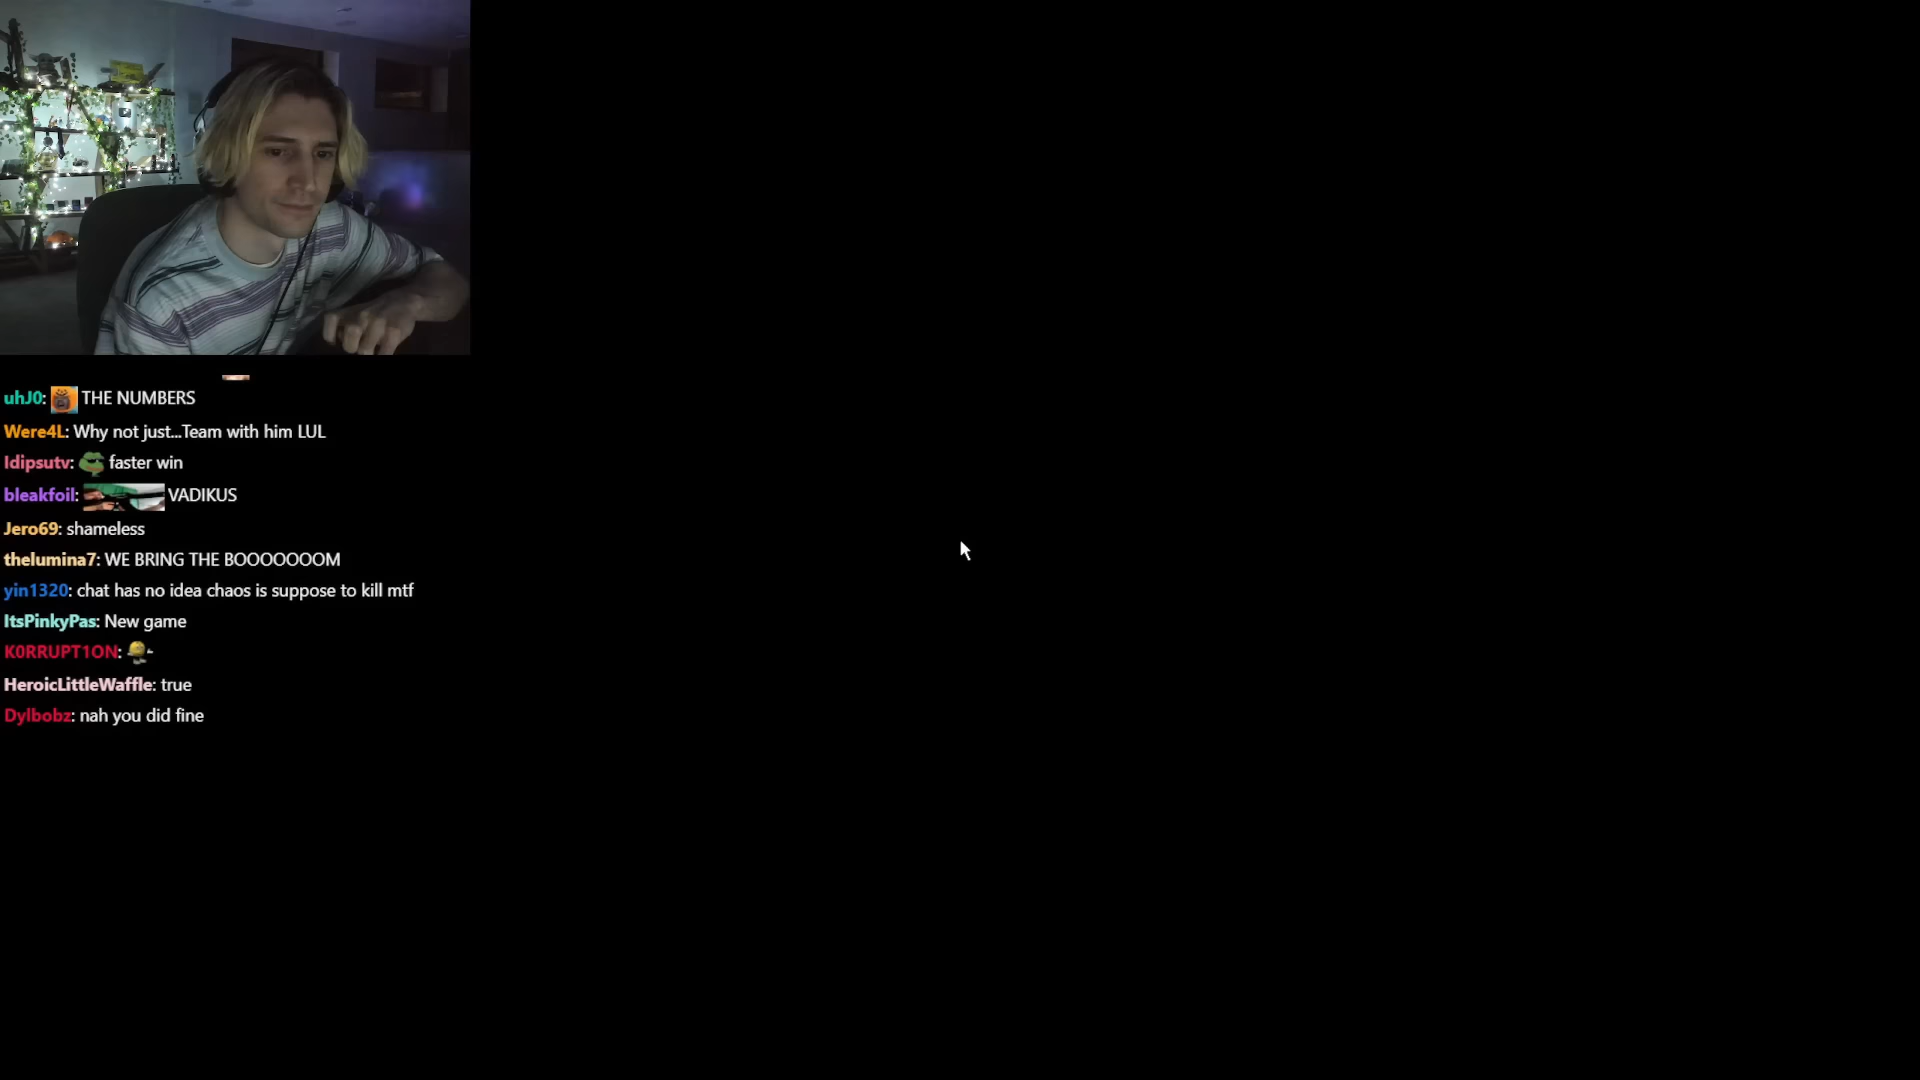 uhJ0: THE NUMBERS
Were4L: Why not just...Team with him LUL
Idipsutv: faster win
bleakfoil: VADIKUS
Jero69: shameless
thelumina7: WE BRING THE BOOOOOOOM
yin1320: chat has no idea chaos is suppose to kill mtf
ItsPinkyPas: New game
K0RRUPT1ON:
HeroicLittleWaffle: true
Dylbobz: nah you did fine